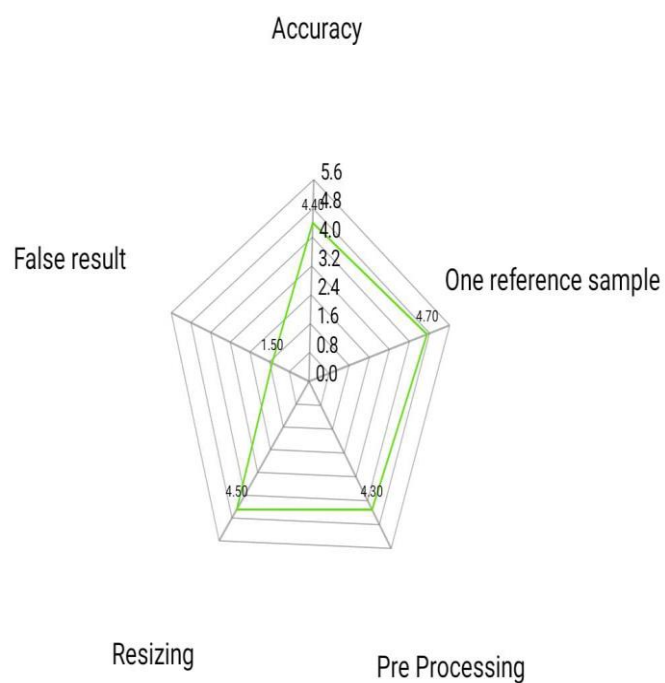 Accuracy
5.6
4.40
4.8
4.0
3.2
False result
One reference sample
2.4
4.70
1.6
1.50
0.8
0.0
4.50
4.30
Resizing
Pre Processing